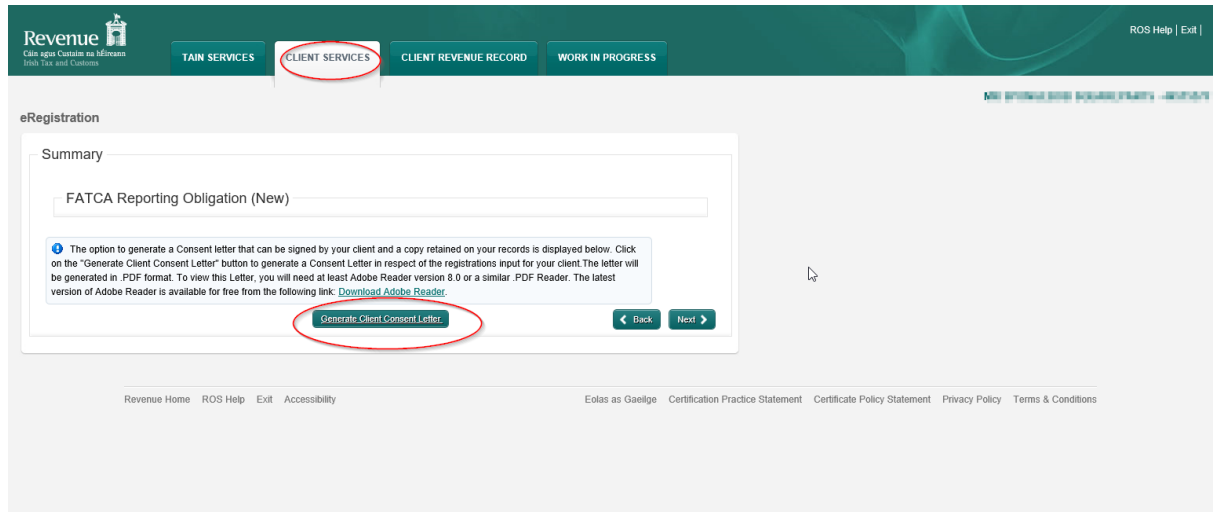 Revenue
Cáin agus Custaim na hÉireann
Irish Tax and Customs
TAIN SERVICES
CLIENT SERVICES
CLIENT REVENUE RECORD
WORK IN PROGRESS
ROS Help | Exit |
eRegistration
Summary
FATCA Reporting Obligation (New)
The option to generate a Consent letter that can be signed by your client and a copy retained on your records is displayed below. Click
on the "Generate Client Consent Letter" button to generate a Consent Letter in respect of the registrations input for your client.The letter will
be generated in .PDF format. To view this Letter, you will need at least Adobe Reader version 8.0 or a similar .PDF Reader. The latest
version of Adobe Reader is available for free from the following link: Download Adobe Reader.
Generate Client Consent Letter
Back
Next
Revenue Home ROS Help Exit Accessibility
Eolas as Gaeilge Certification Practice Statement Certificate Policy Statement Privacy Policy Terms & Conditions